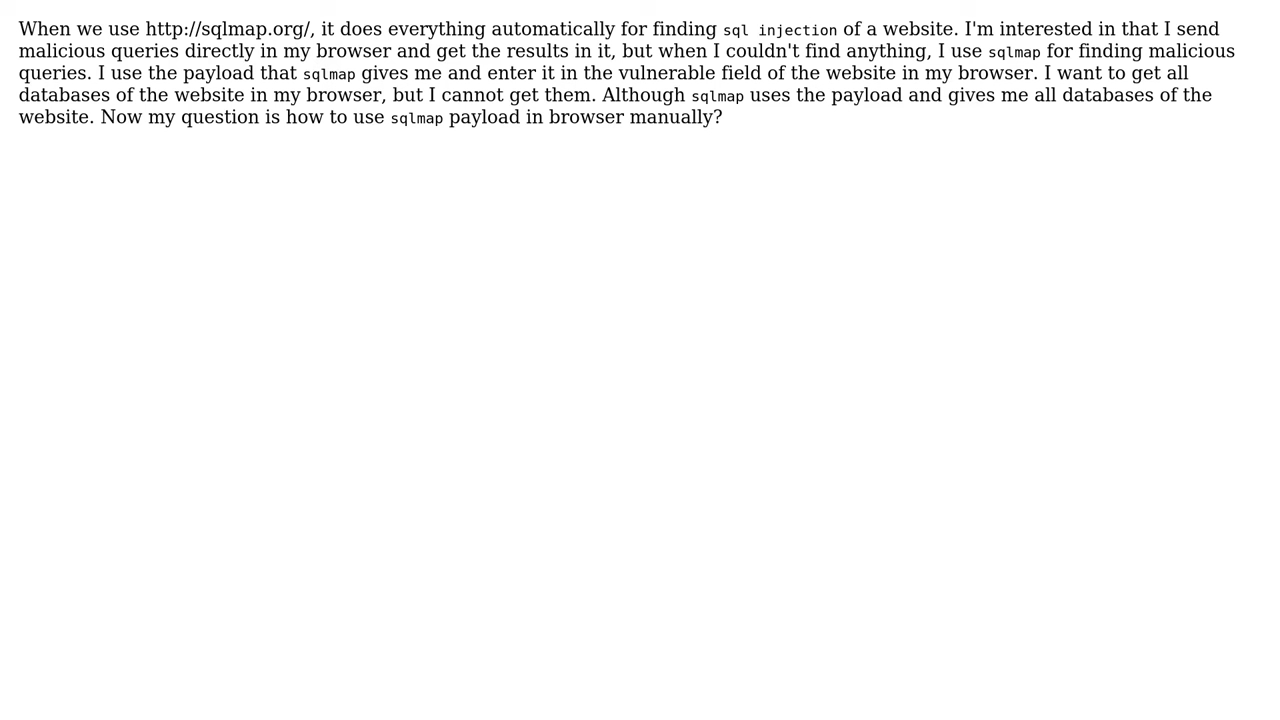 When we use http://sqlmap.org/, it does everything automatically for finding sql injection of a website. I'm interested in that I send
malicious queries directly in my browser and get the results in it, but when I couldn't find anything, I use sqlmap for finding malicious
queries. I use the payload that sqlmap gives me and enter it in the vulnerable field of the website in my browser. I want to get all
databases of the website in my browser, but I cannot get them. Although sqlmap uses the payload and gives me all databases of the
website. Now my question is how to use sqlmap payload in browser manually?